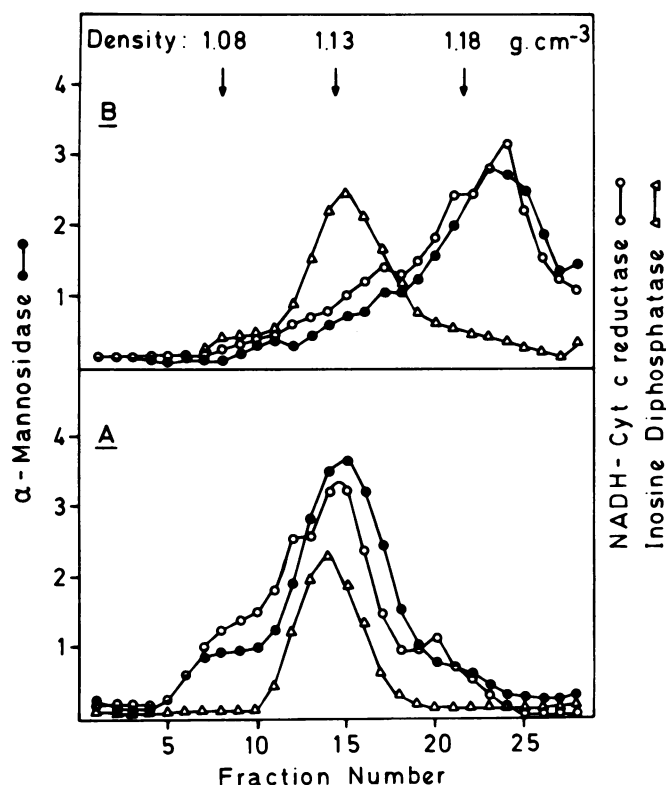 Density: 1.08 1.13 1.18 g.cm-3
B
4
3
2
1
A
4
3
2
1
5 10 15 20 25
Fraction Number
α-Mannosidase
NADH-Cyt c reductase
Inosine Diphosphatase